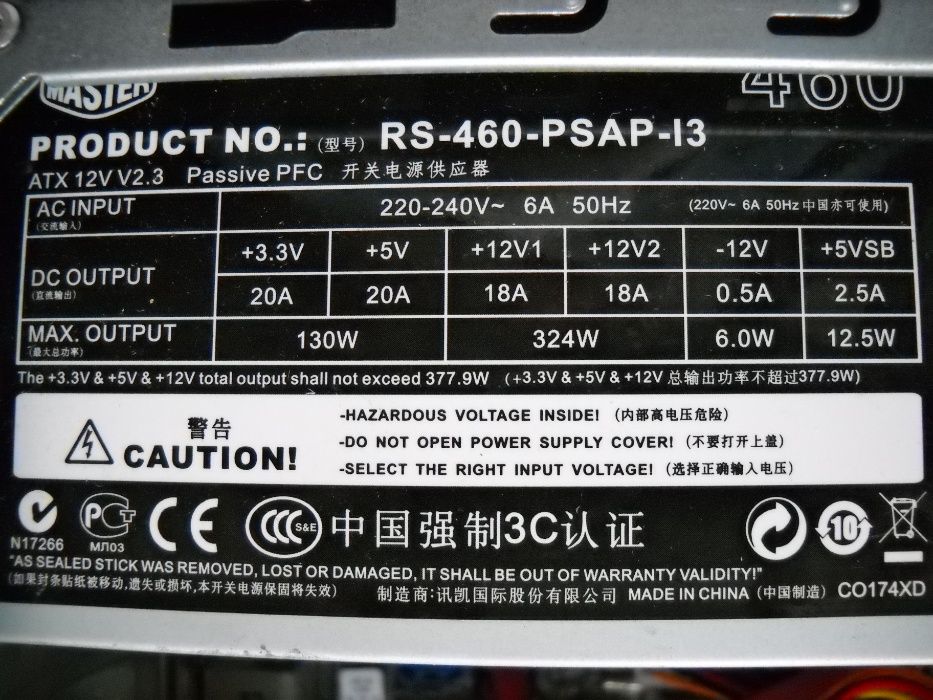 MASTER
460
PRODUCT NO.: (型号) RS-460-PSAP-I3
ATX 12V V2.3 Passive PFC 开关电源供应器
AC INPUT 220-240V~ 6A 50Hz (220V~ 6A 50Hz 中国亦可使用)
(交流输入)
+3.3V +5V +12V1 +12V2 -12V +5VSB
DC OUTPUT
(直流输出) 20A 20A 18A 18A 0.5A 2.5A
MAX. OUTPUT 130W 324W 6.0W 12.5W
(最大总功率)
The +3.3V & +5V & +12V total output shall not exceed 377.9W (+3.3V & +5V & +12V 总输出功率不超过377.9W)
警告
CAUTION!
-HAZARDOUS VOLTAGE INSIDE! (内部高电压危险)
-DO NOT OPEN POWER SUPPLY COVER! (不要打开上盖)
-SELECT THE RIGHT INPUT VOLTAGE! (选择正确输入电压)
N17266
PCT
МЛ03
CE
CCC S&E 中国强制3C认证
10
"AS SEALED STICK WAS REMOVED, LOST OR DAMAGED, IT SHALL BE OUT OF WARRANTY VALIDITY!"
(如果封条贴纸被移动,遗失或损坏,本开关电源保固将失效) 制造商:讯凯国际股份有限公司 MADE IN CHINA (中国制造) CO174XD